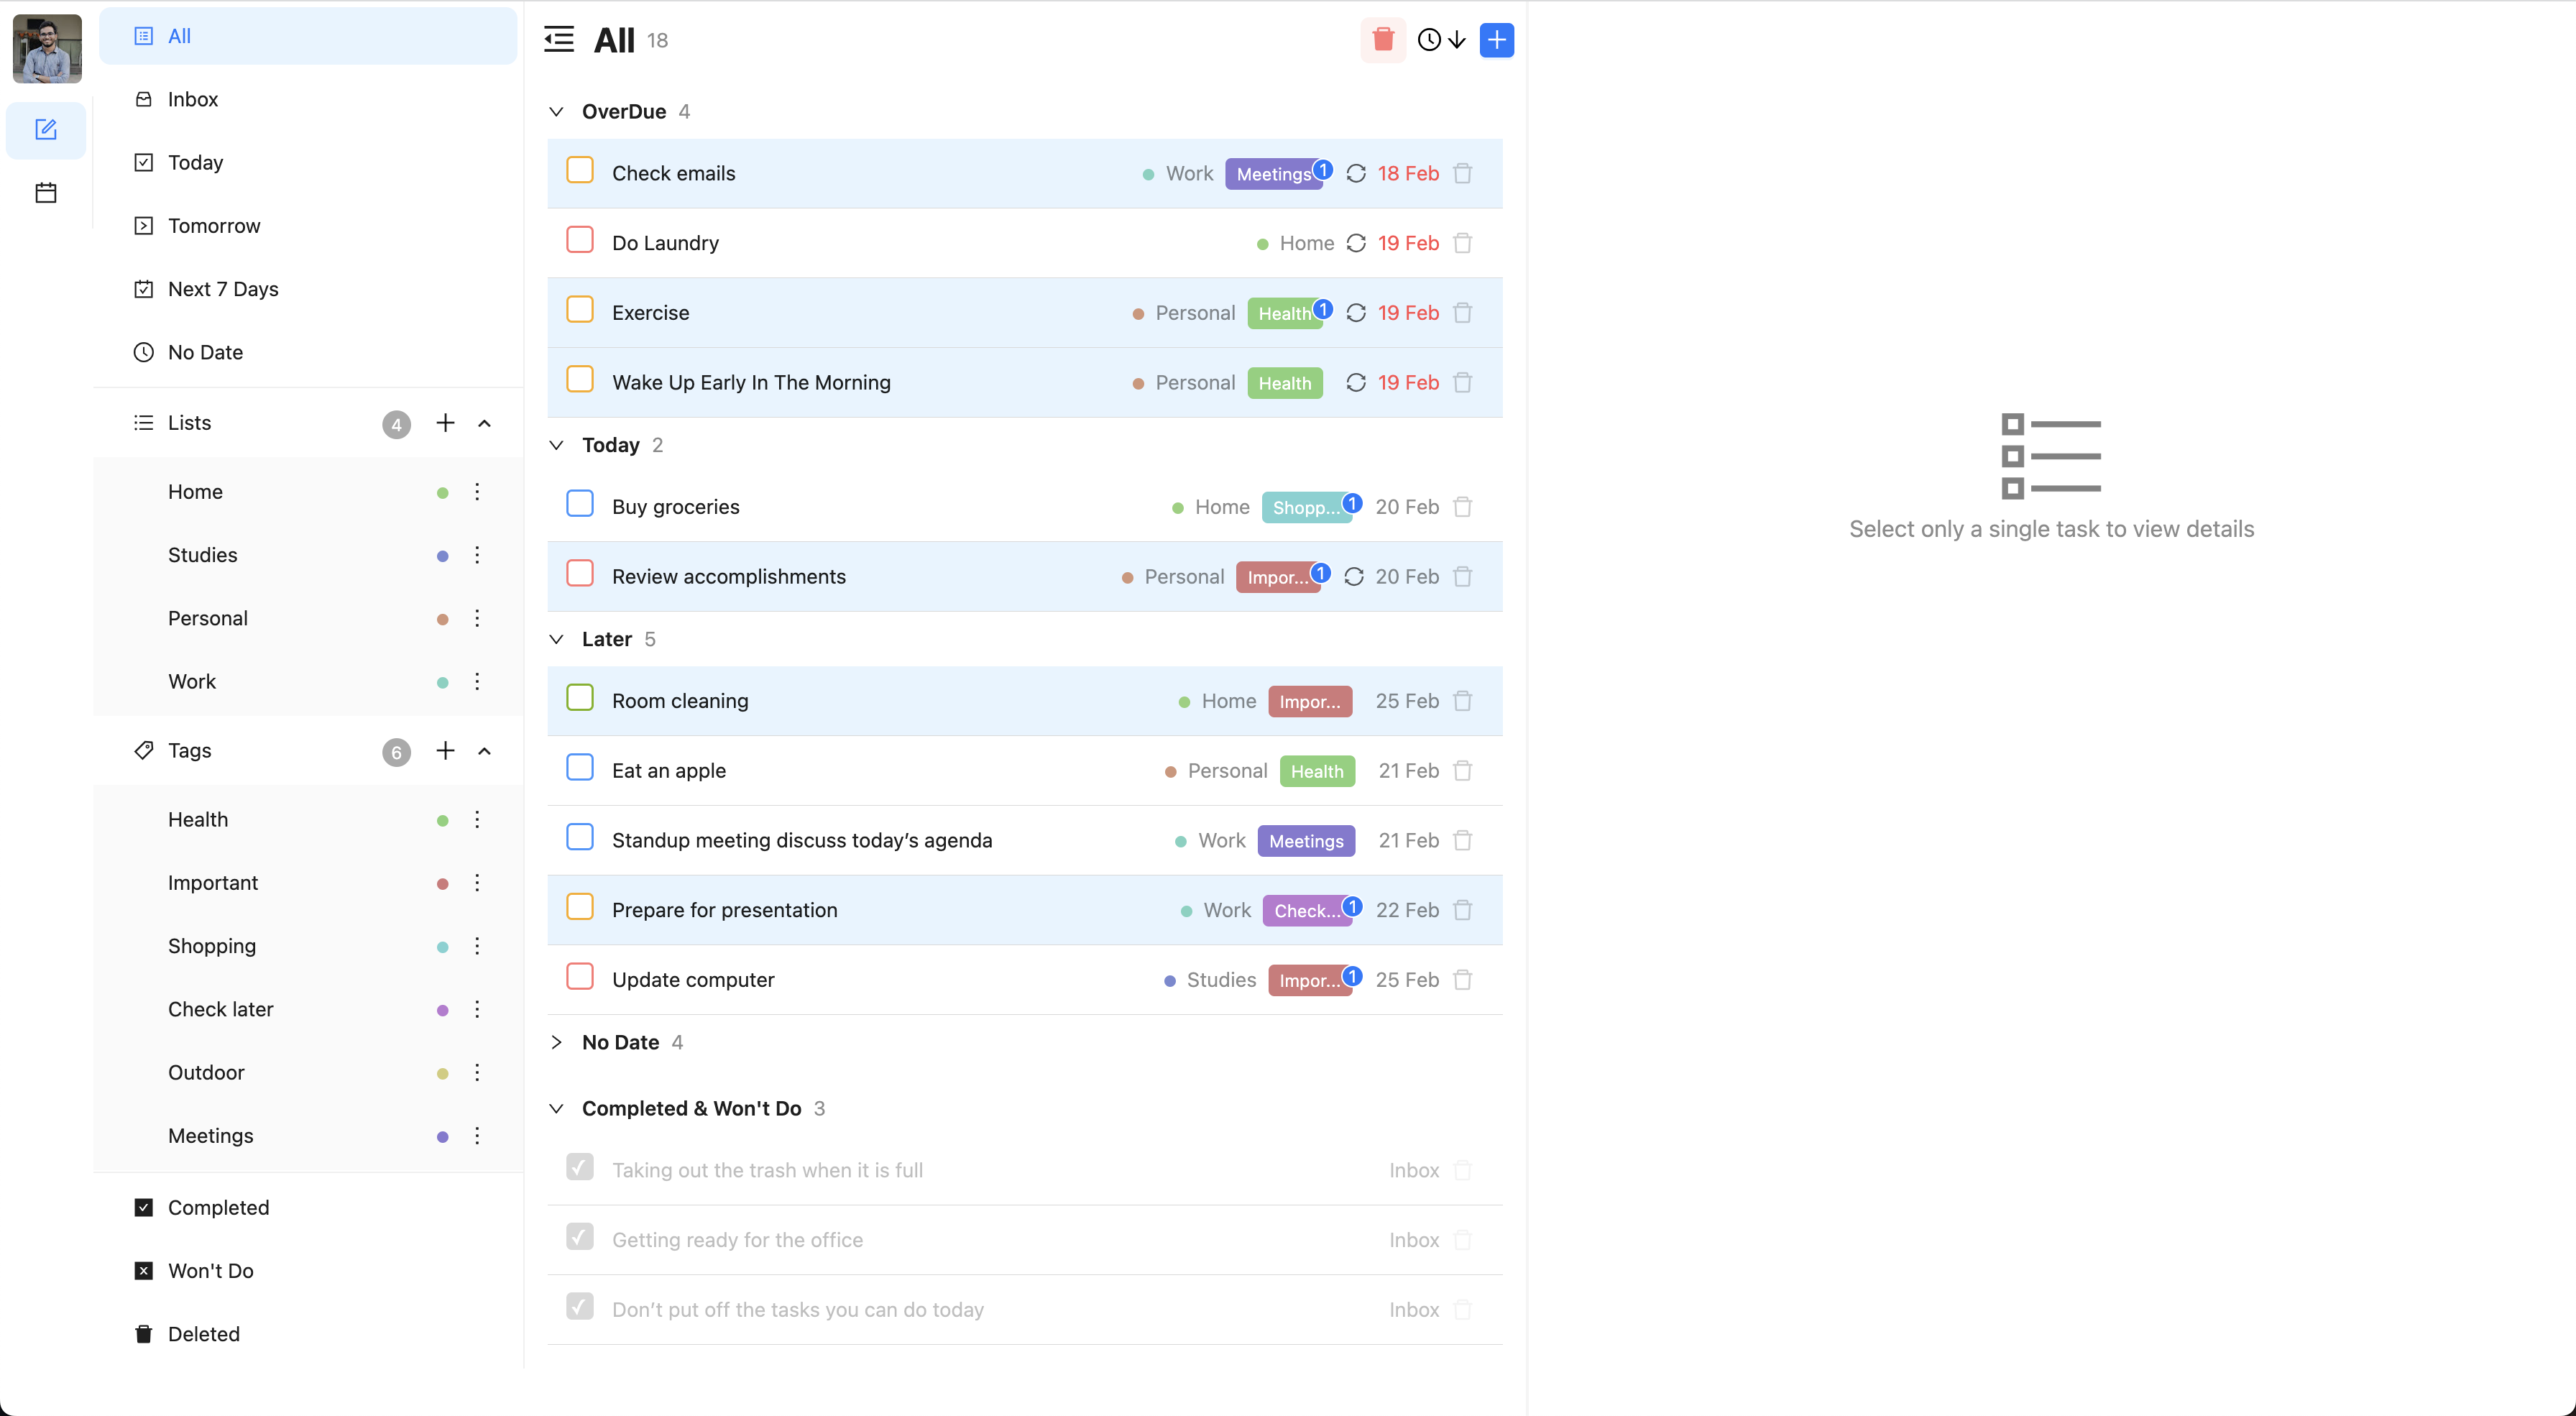 All
Inbox
Today
Tomorrow
Next 7 Days
No Date
Lists 4
Home
Studies
Personal
Work
Tags 6
Health
Important
Shopping
Check later
Outdoor
Meetings
Completed
Won't Do
Deleted
All 18
OverDue 4
Check emails Work Meetings 1 18 Feb
Do Laundry Home 19 Feb
Exercise Personal Health 1 19 Feb
Wake Up Early In The Morning Personal Health 19 Feb
Today 2
Buy groceries Home Shopp... 1 20 Feb
Review accomplishments Personal Impor... 1 20 Feb
Later 5
Room cleaning Home Impor... 25 Feb
Eat an apple Personal Health 21 Feb
Standup meeting discuss today’s agenda Work Meetings 21 Feb
Prepare for presentation Work Check... 1 22 Feb
Update computer Studies Impor... 1 25 Feb
No Date 4
Completed & Won't Do 3
Taking out the trash when it is full Inbox
Getting ready for the office Inbox
Don’t put off the tasks you can do today Inbox
Select only a single task to view details